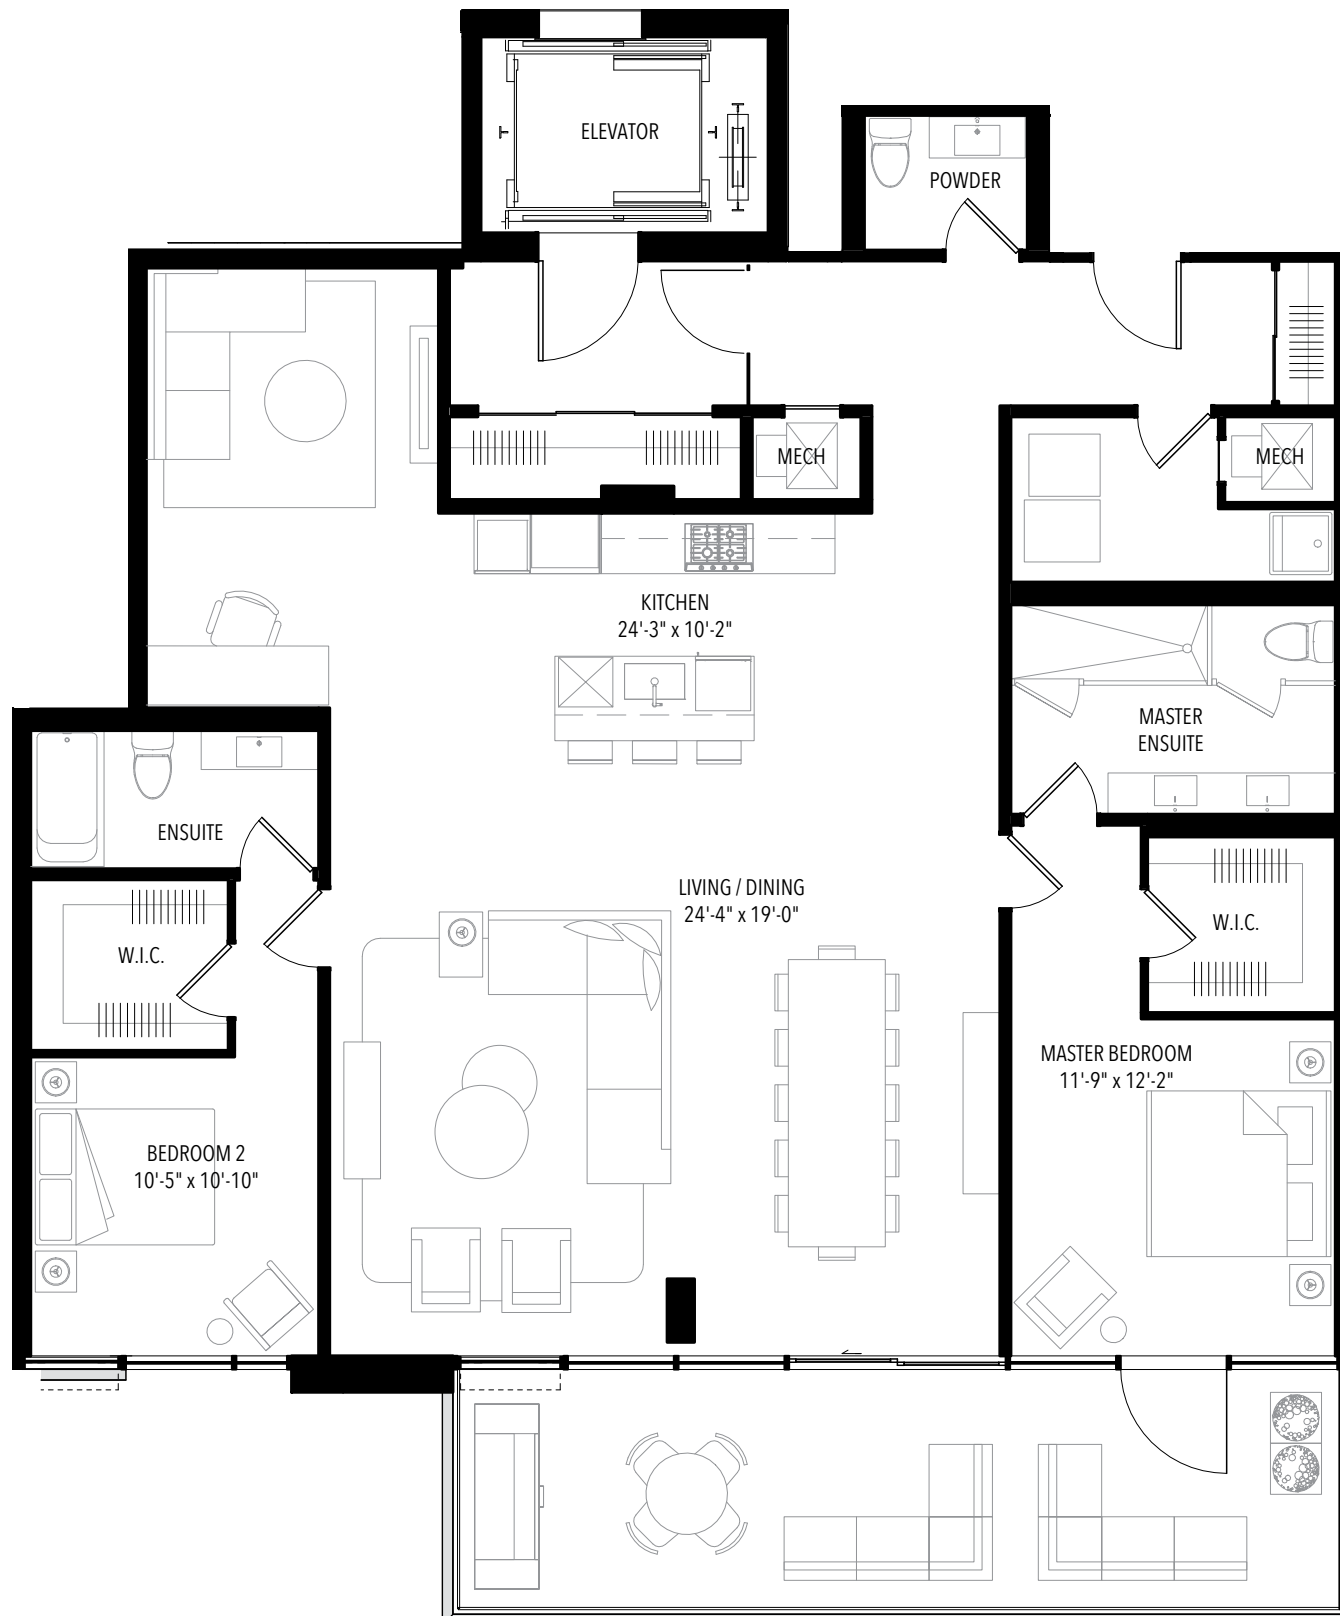 ELEVATOR
POWDER
MECH
MECH
KITCHEN
24'-3" x 10'-2"
MASTER
ENSUITE
ENSUITE
LIVING / DINING
24'-4" x 19'-0"
W.I.C.
W.I.C.
MASTER BEDROOM
11'-9" x 12'-2"
BEDROOM 2
10'-5" x 10'-10"